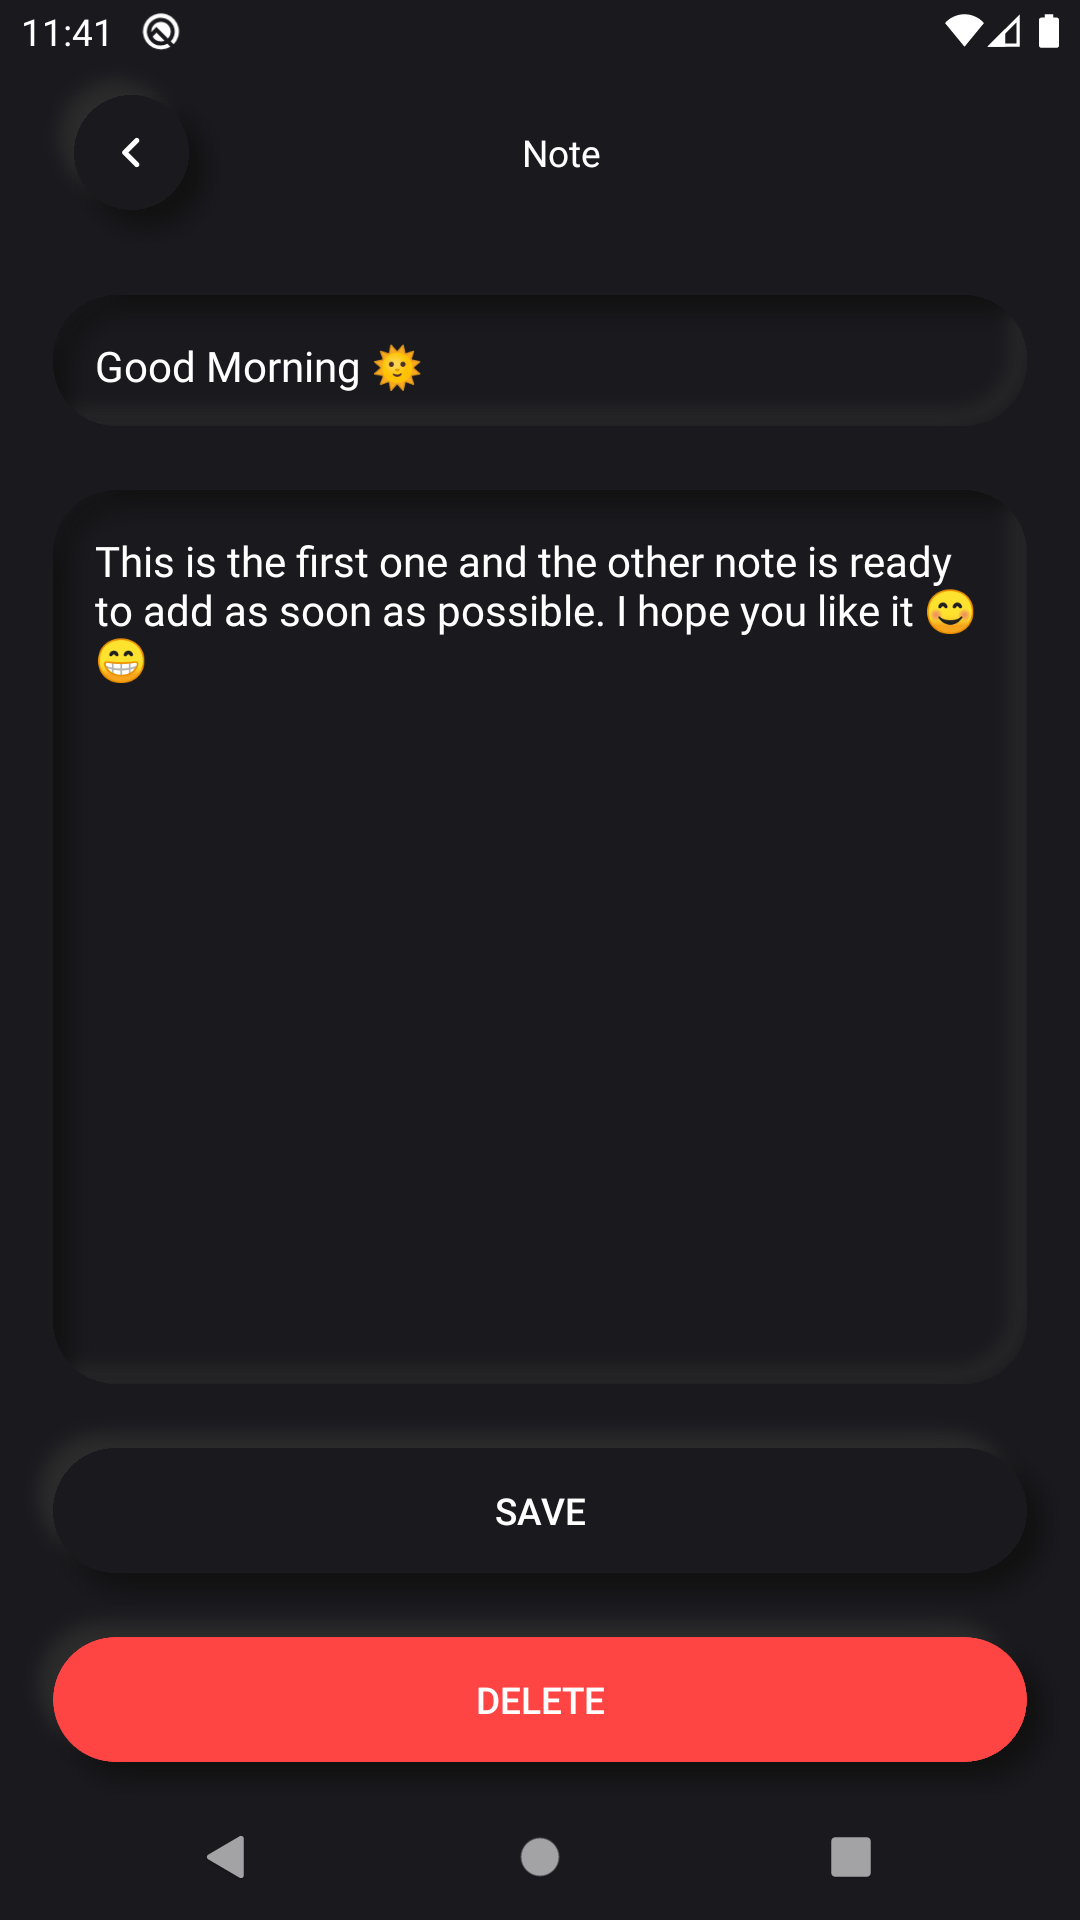 11:41
Note
Good Morning 🌞
This is the first one and the other note is ready
to add as soon as possible. I hope you like it 😊
😁
SAVE
DELETE